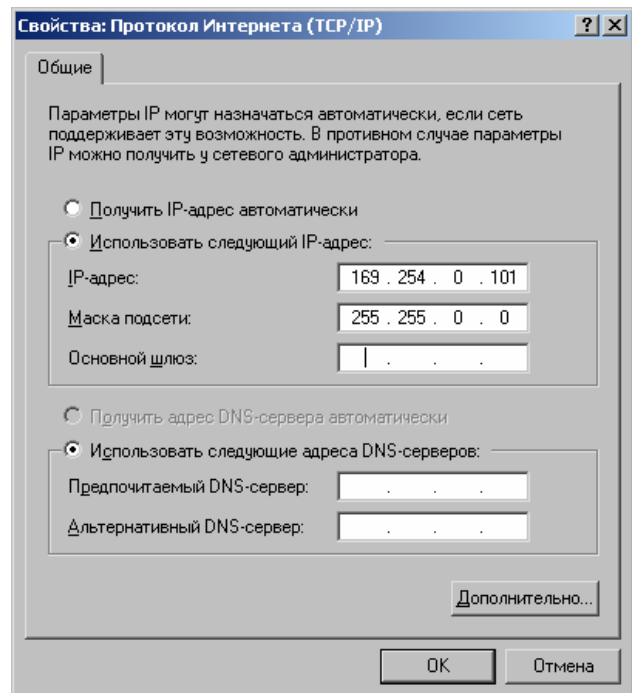 Свойства: Протокол Интернета (TCP/IP)
Общие
Параметры IP могут назначаться автоматически, если сеть
поддерживает эту возможность. В противном случае параметры
IP можно получить у сетевого администратора.
Получить IP-адрес автоматически
Использовать следующий IP-адрес:
IP-адрес: 169 . 254 . 0 . 101
Маска подсети: 255 . 255 . 0 . 0
Основной шлюз: . . .
Получить адрес DNS-сервера автоматически
Использовать следующие адреса DNS-серверов:
Предпочитаемый DNS-сервер: . . .
Альтернативный DNS-сервер: . . .
Дополнительно...
OK Отмена